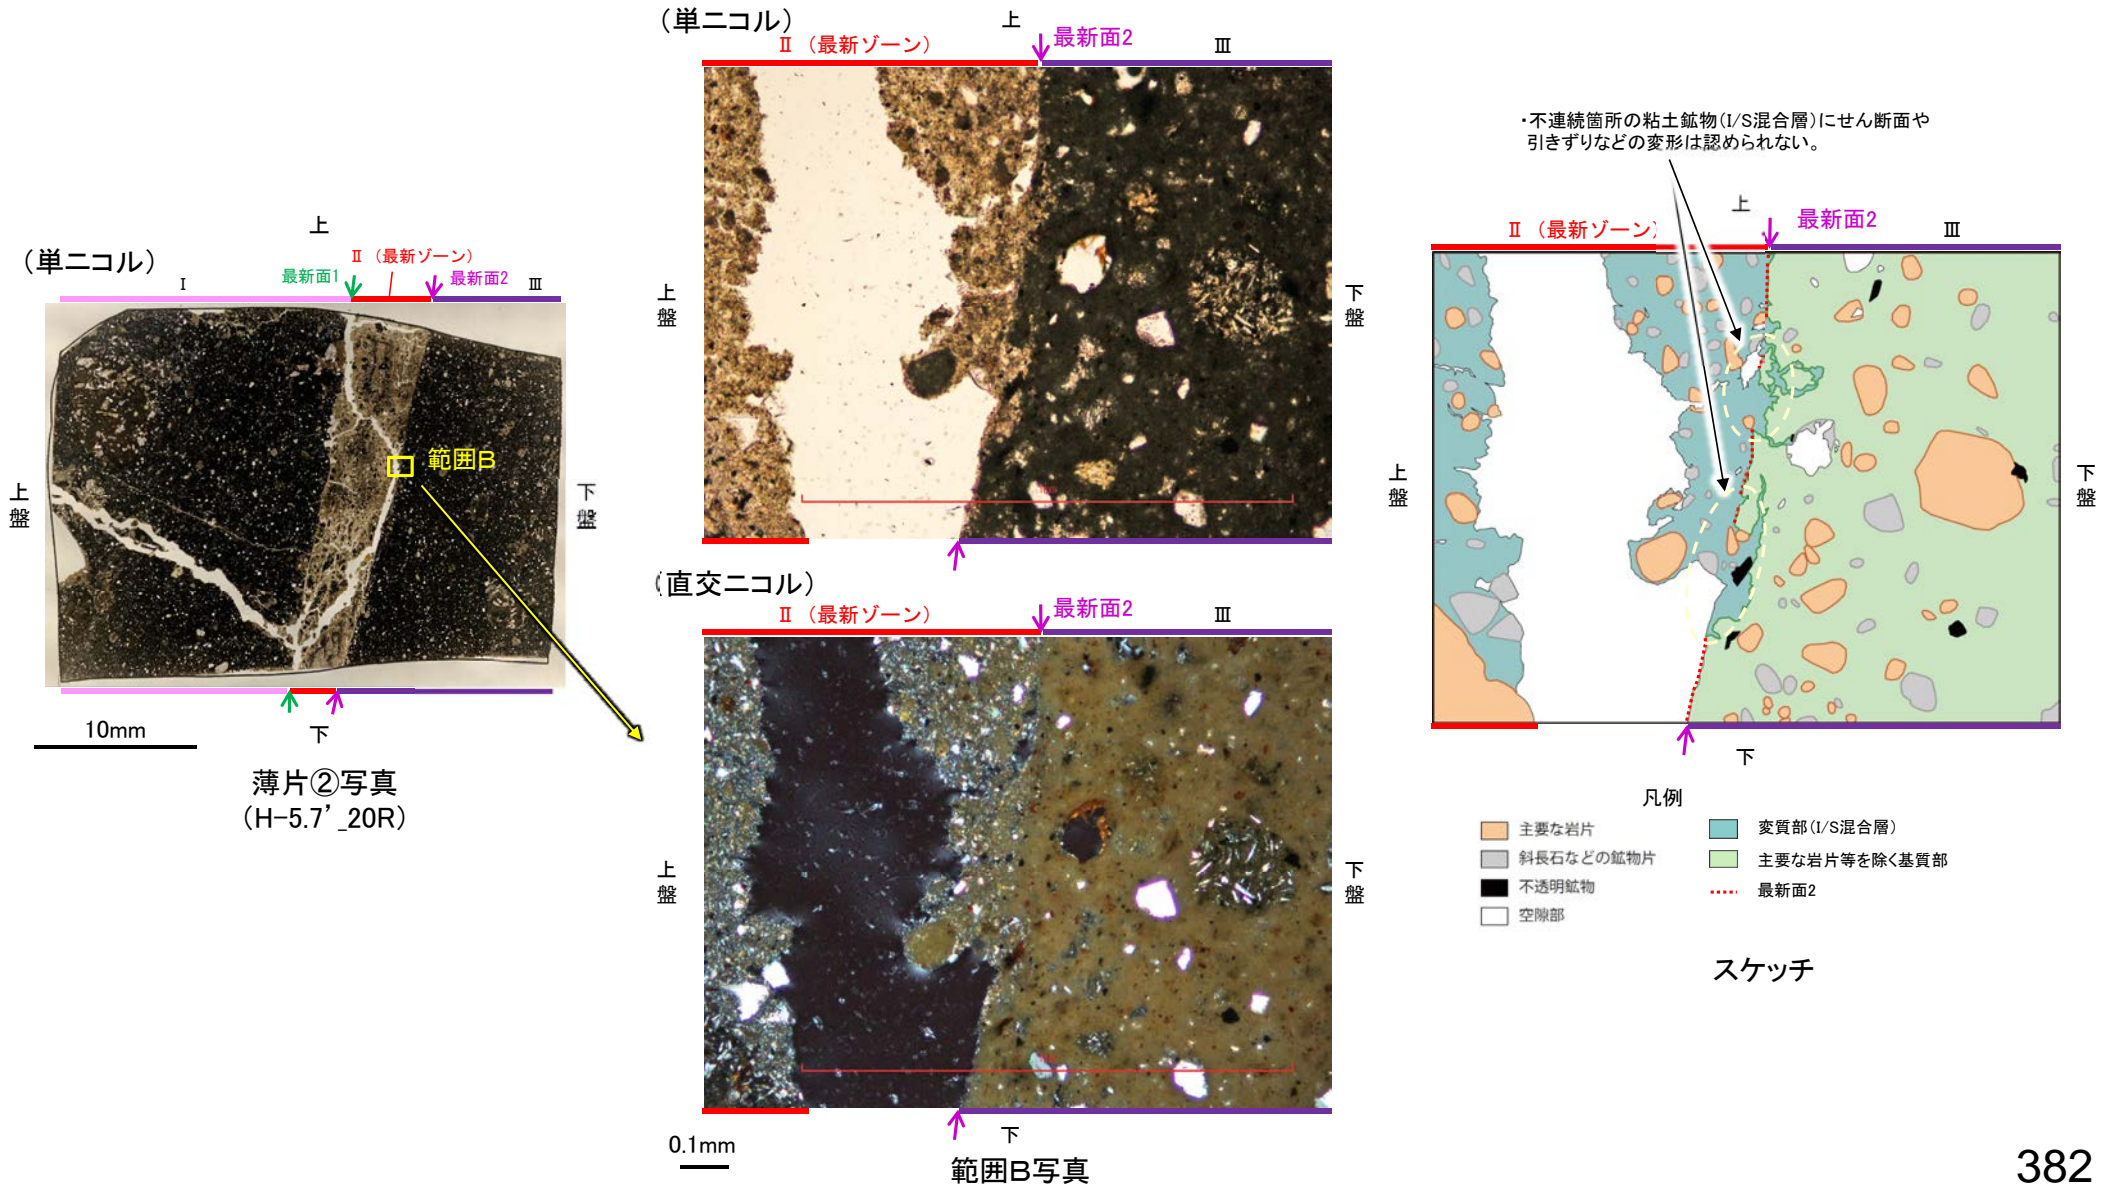 (単ニコル)
上
Ⅱ (最新ゾーン)
最新面1
最新面2
Ⅰ
Ⅲ
範囲B
上盤
下盤
下
10mm
薄片②写真
(H-5.7’_20R)
(単ニコル)
上
Ⅱ (最新ゾーン)
最新面2
Ⅲ
上盤
下盤
(直交ニコル)
Ⅱ (最新ゾーン)
最新面2
Ⅲ
上盤
下盤
下
0.1mm
範囲B写真
・不連続箇所の粘土鉱物(I/S混合層)にせん断面や
引きずりなどの変形は認められない。
上
Ⅱ (最新ゾーン)
最新面2
Ⅲ
上盤
下盤
下
凡例
主要な岩片
斜長石などの鉱物片
不透明鉱物
空隙部
変質部(I/S混合層)
主要な岩片等を除く基質部
最新面2
スケッチ
382